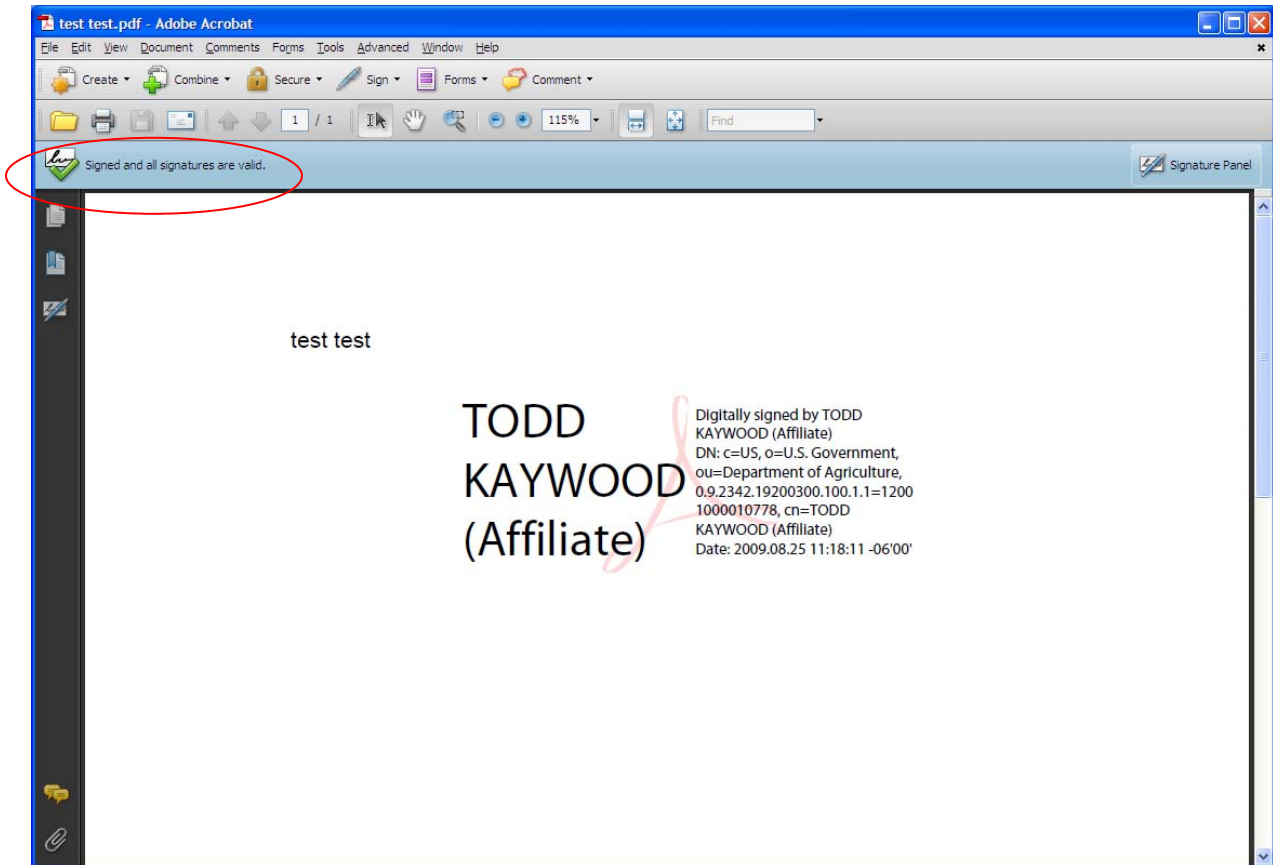 test test.pdf - Adobe Acrobat
File Edit View Document Comments Forms Tools Advanced Window Help
Create Combine Secure Sign Forms Comment
1 / 1 115% Find
Signed and all signatures are valid. Signature Panel
test test
TODD
KAYWOOD
(Affiliate)
Digitally signed by TODD
KAYWOOD (Affiliate)
DN: c=US, o=U.S. Government,
ou=Department of Agriculture,
0.9.2342.19200300.100.1.1=1200
1000010778, cn=TODD
KAYWOOD (Affiliate)
Date: 2009.08.25 11:18:11 -06'00'